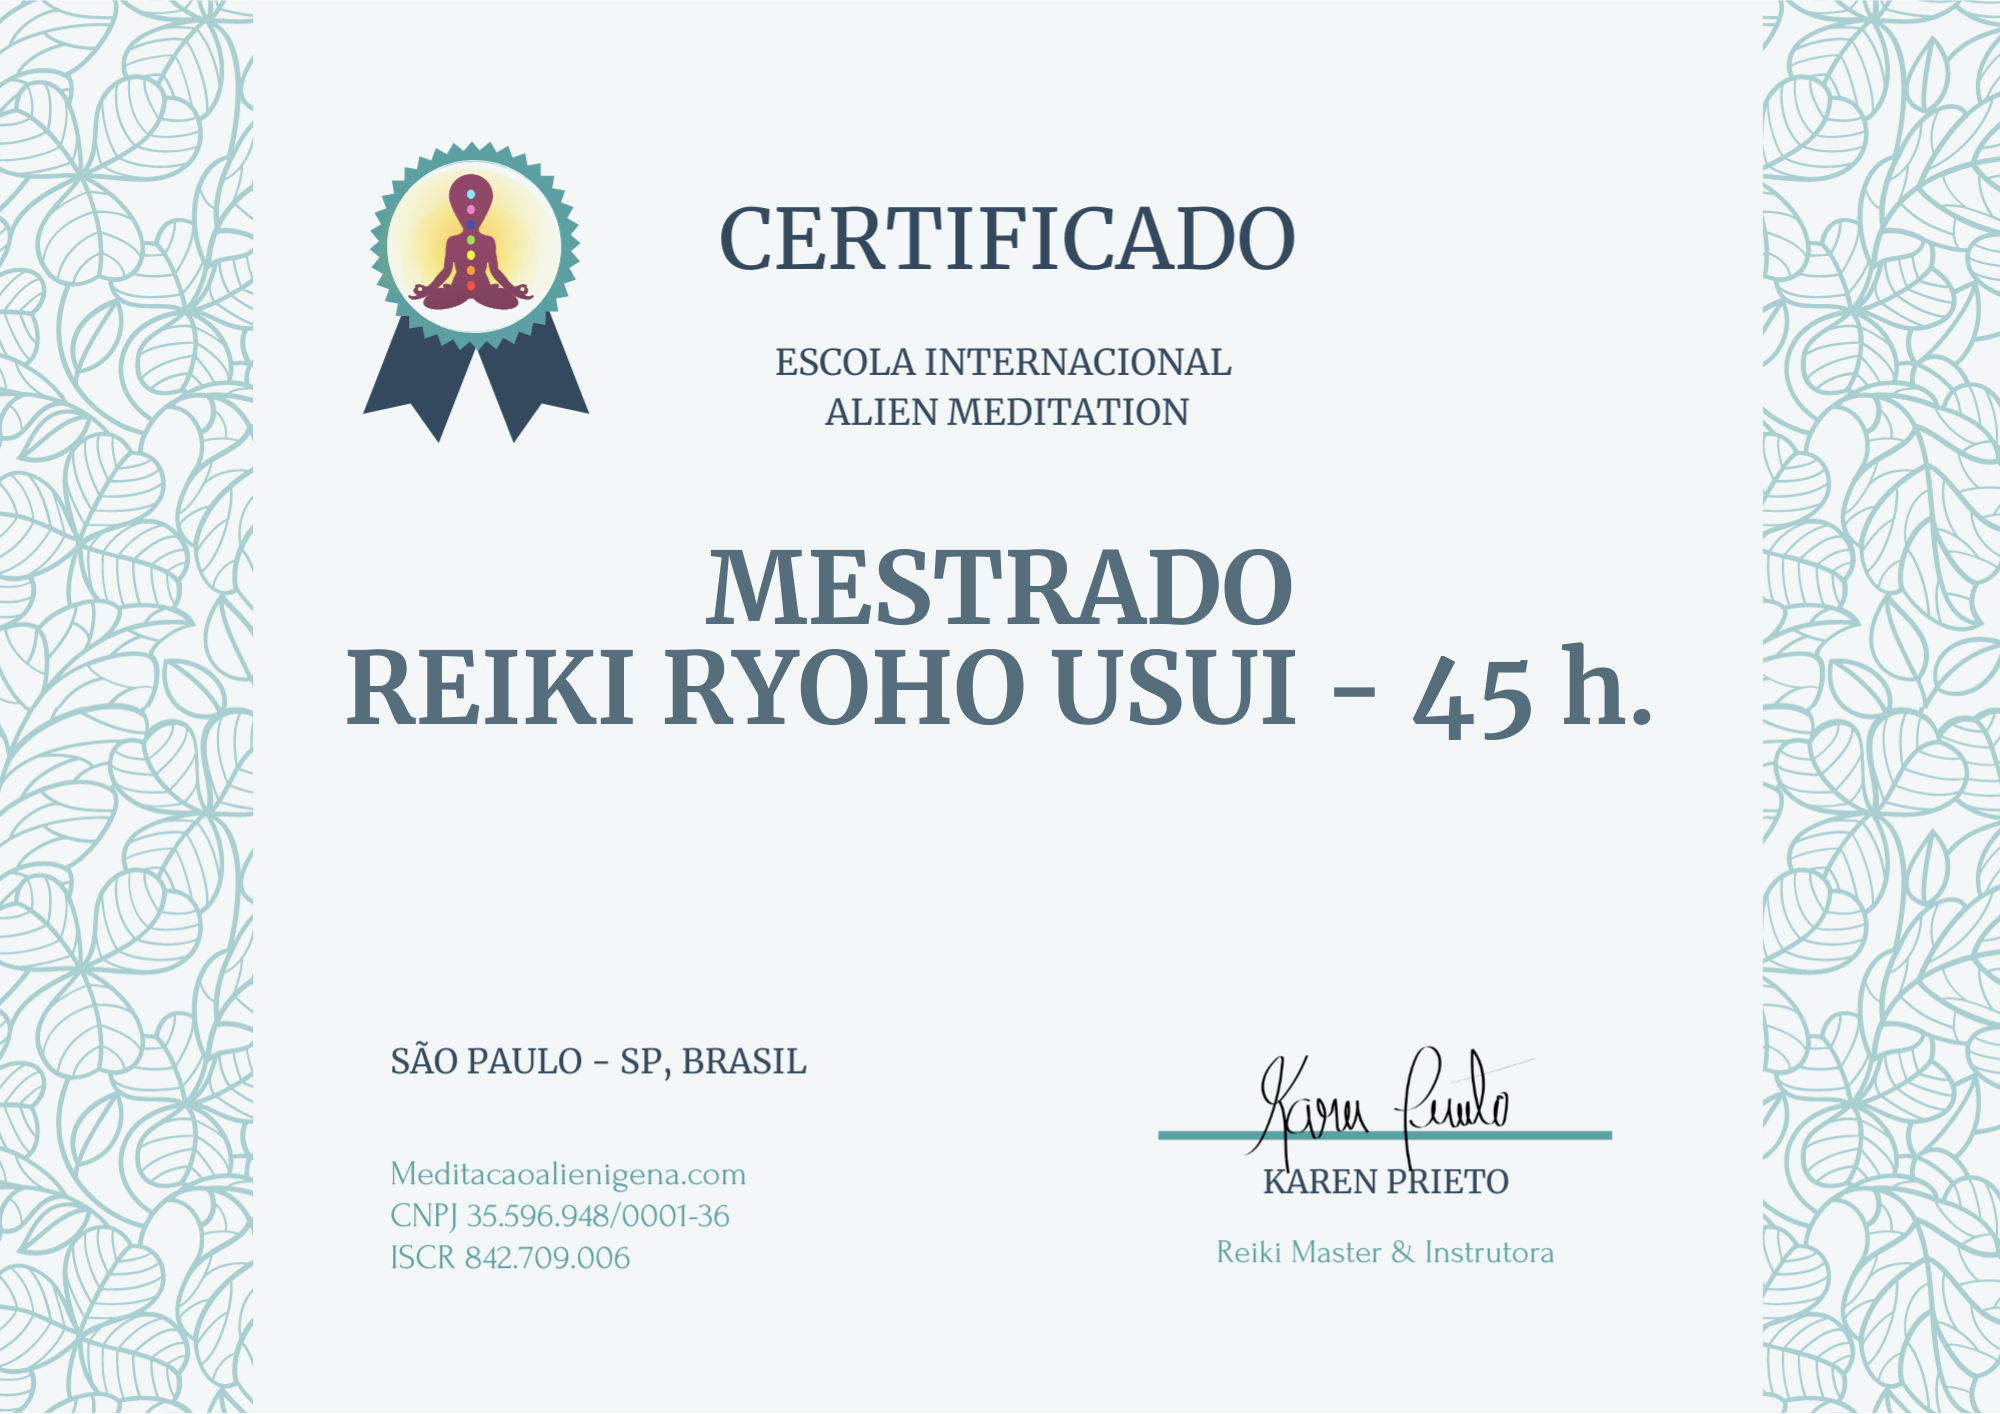 CERTIFICADO
ESCOLA INTERNACIONAL
ALIEN MEDITATION
MESTRADO
REIKI RYOHO USUI - 45 h.
SÃO PAULO - SP, BRASIL
Meditacaoalienigena.com
CNPJ 35.596.948/0001-36
ISCR 842.709.006
Karen Prieto
KAREN PRIETO
Reiki Master & Instrutora